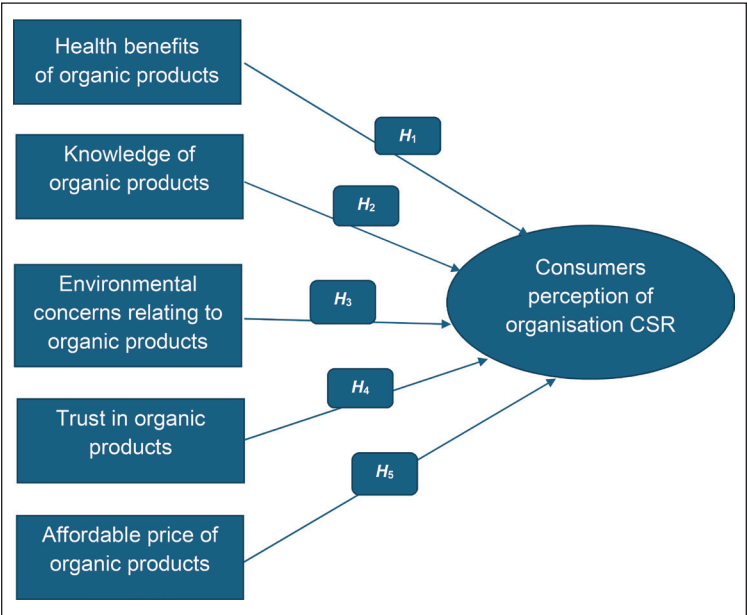 Health benefits
of organic products
H1
Knowledge of
organic products
H2
Environmental
concerns relating to
organic products
H3
Consumers
perception of
organisation CSR
Trust in organic
products
H4
Affordable price of
organic products
H5